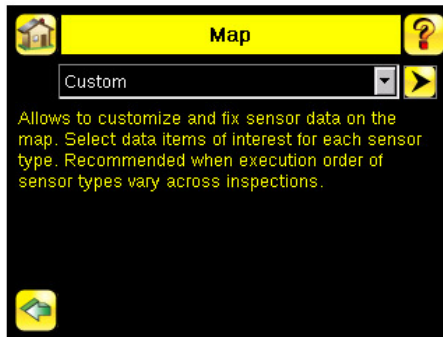 Map
Custom
Allows to customize and fix sensor data on the
map. Select data items of interest for each sensor
type. Recommended when execution order of
sensor types vary across inspections.